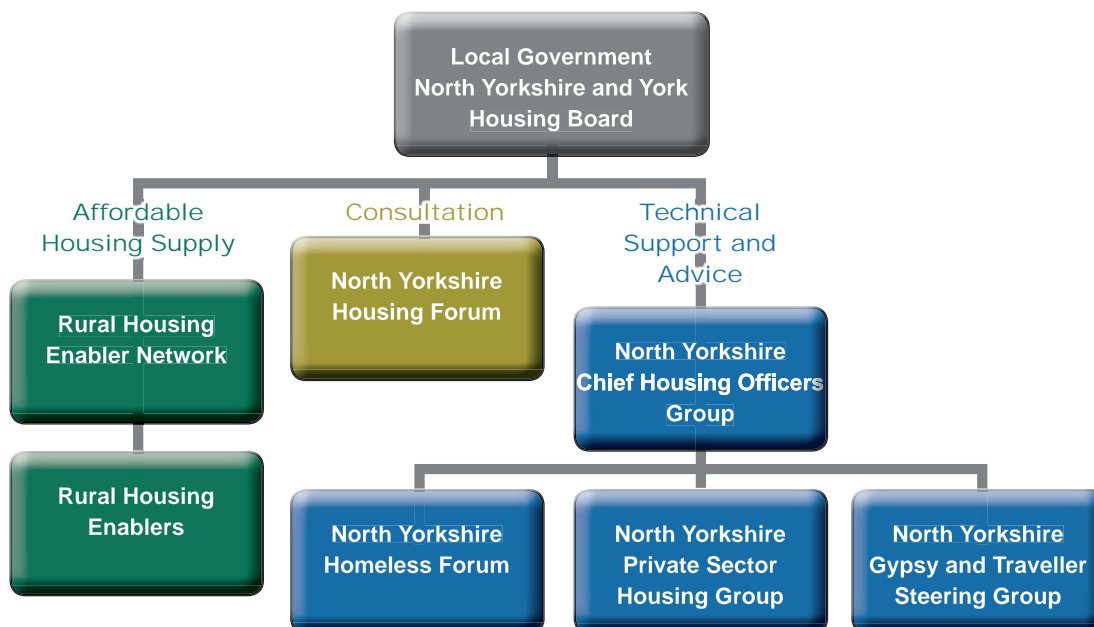 Local Government
North Yorkshire and York
Housing Board
Affordable
Housing Supply
Consultation
Technical
Support and
Advice
Rural Housing
Enabler Network
North Yorkshire
Housing Forum
North Yorkshire
Chief Housing Officers
Group
Rural Housing
Enablers
North Yorkshire
Homeless Forum
North Yorkshire
Private Sector
Housing Group
North Yorkshire
Gypsy and Traveller
Steering Group